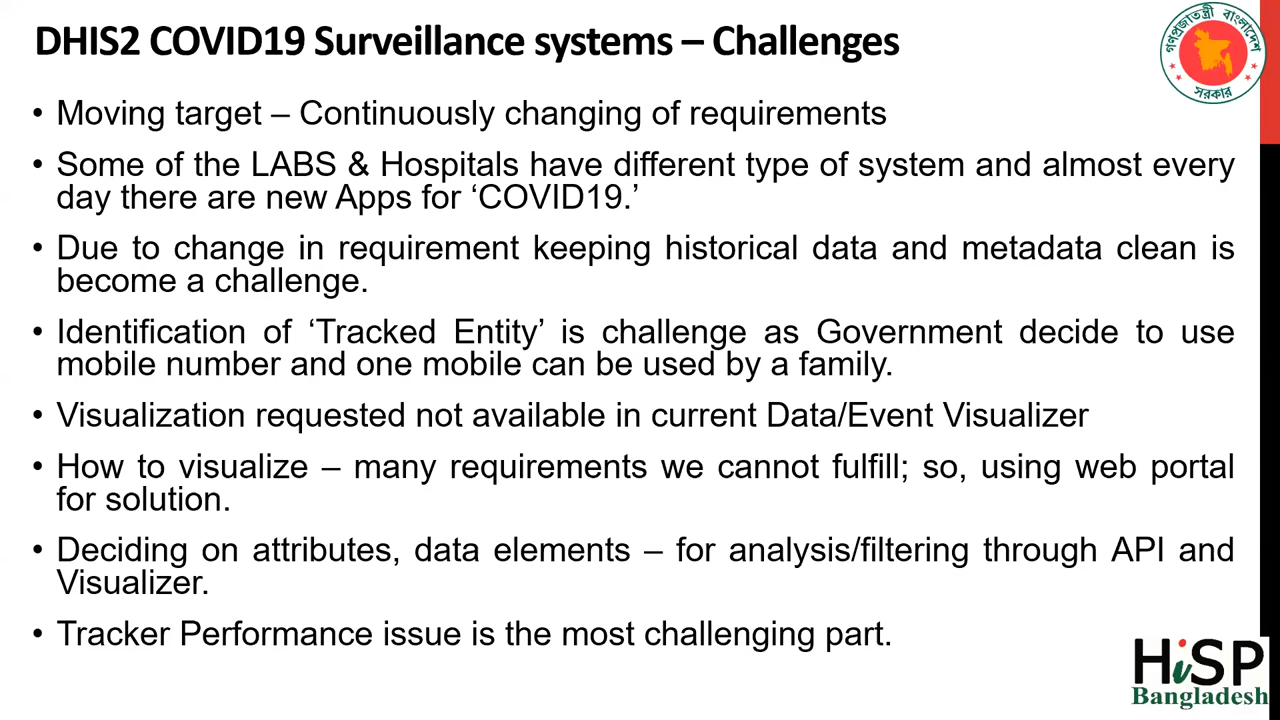 DHIS2 COVID19 Surveillance systems – Challenges
গণপ্রজাতন্ত্রী বাংলাদেশ
সরকার
• Moving target – Continuously changing of requirements
• Some of the LABS & Hospitals have different type of system and almost every
day there are new Apps for ‘COVID19.’
• Due to change in requirement keeping historical data and metadata clean is
become a challenge.
• Identification of ‘Tracked Entity’ is challenge as Government decide to use
mobile number and one mobile can be used by a family.
• Visualization requested not available in current Data/Event Visualizer
• How to visualize – many requirements we cannot fulfill; so, using web portal
for solution.
• Deciding on attributes, data elements – for analysis/filtering through API and
Visualizer.
• Tracker Performance issue is the most challenging part.
HiSP
Bangladesh